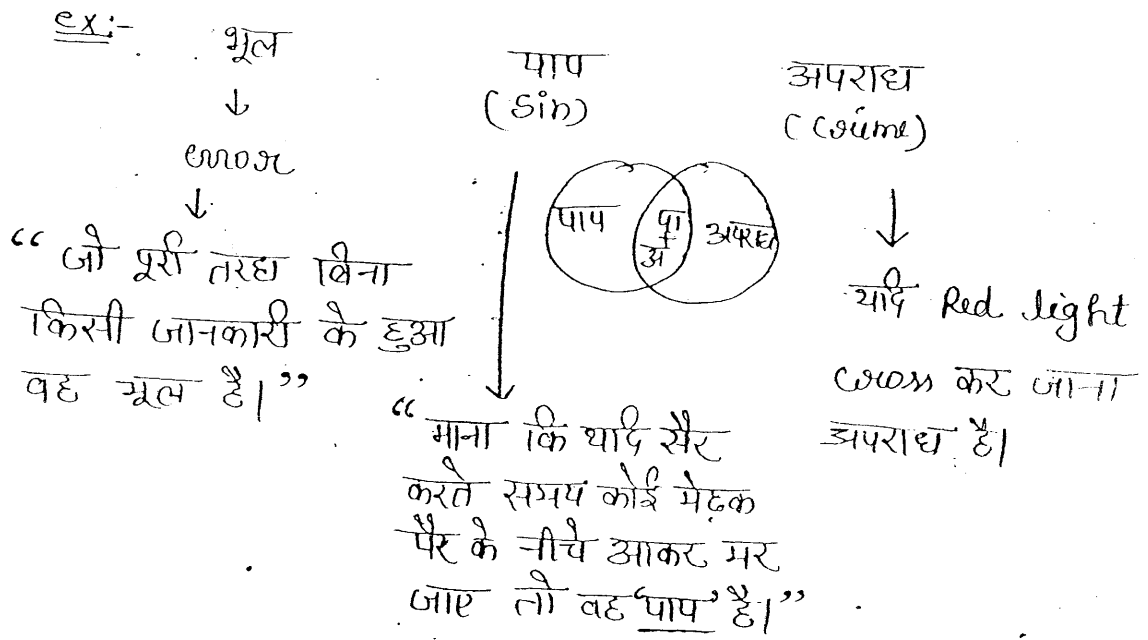 ex:-
भूल
↓
error
↓
“ जो पूरी तरहा बिना
किसी जानकारी के हुआ
वह भूल है।”
पाप
(Sin)
पाप
पा
+
अ
अपराध
“ माना कि यदि सैर
करते समय कोई मेढ़क
पैर के नीचे आकर मर
जाए तो वह ‘पाप’ है।”
अपराध
(Crime)
↓
यदि Red light
cross कर जाना
अपराध है।